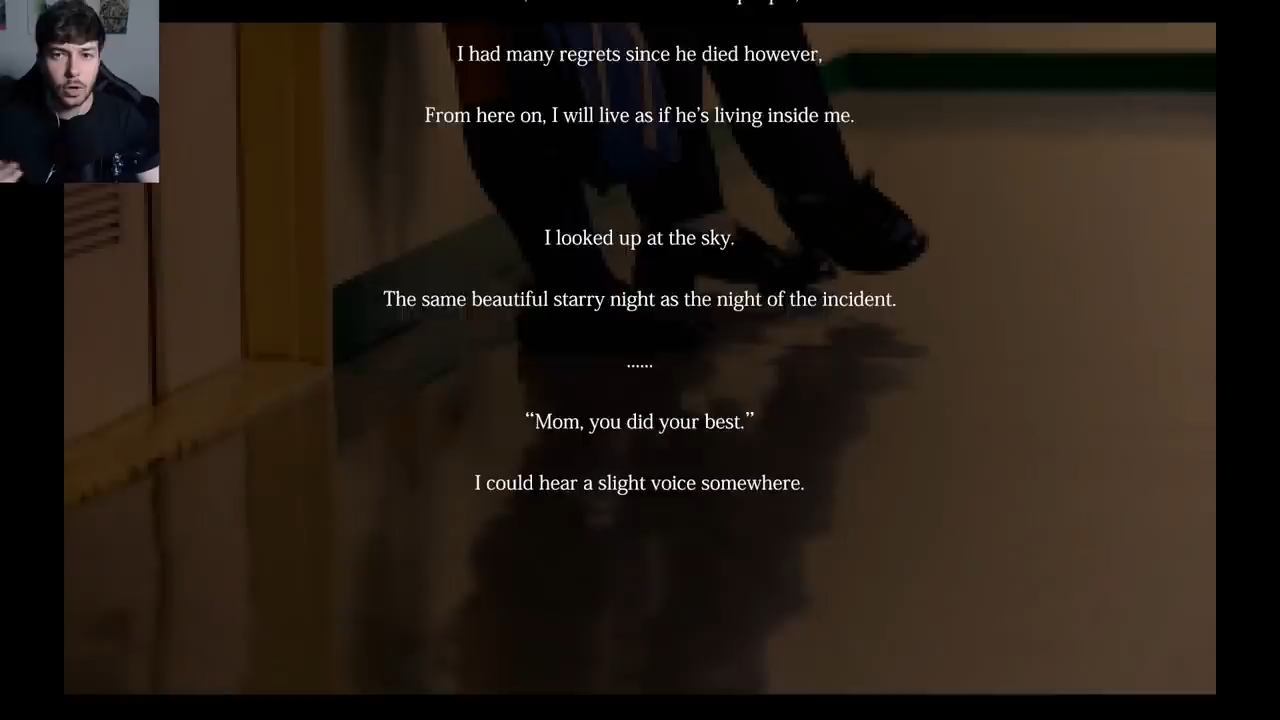 I had many regrets since he died however,
From here on, I will live as if he’s living inside me.
I looked up at the sky.
The same beautiful starry night as the night of the incident.
......
“Mom, you did your best.”
I could hear a slight voice somewhere.